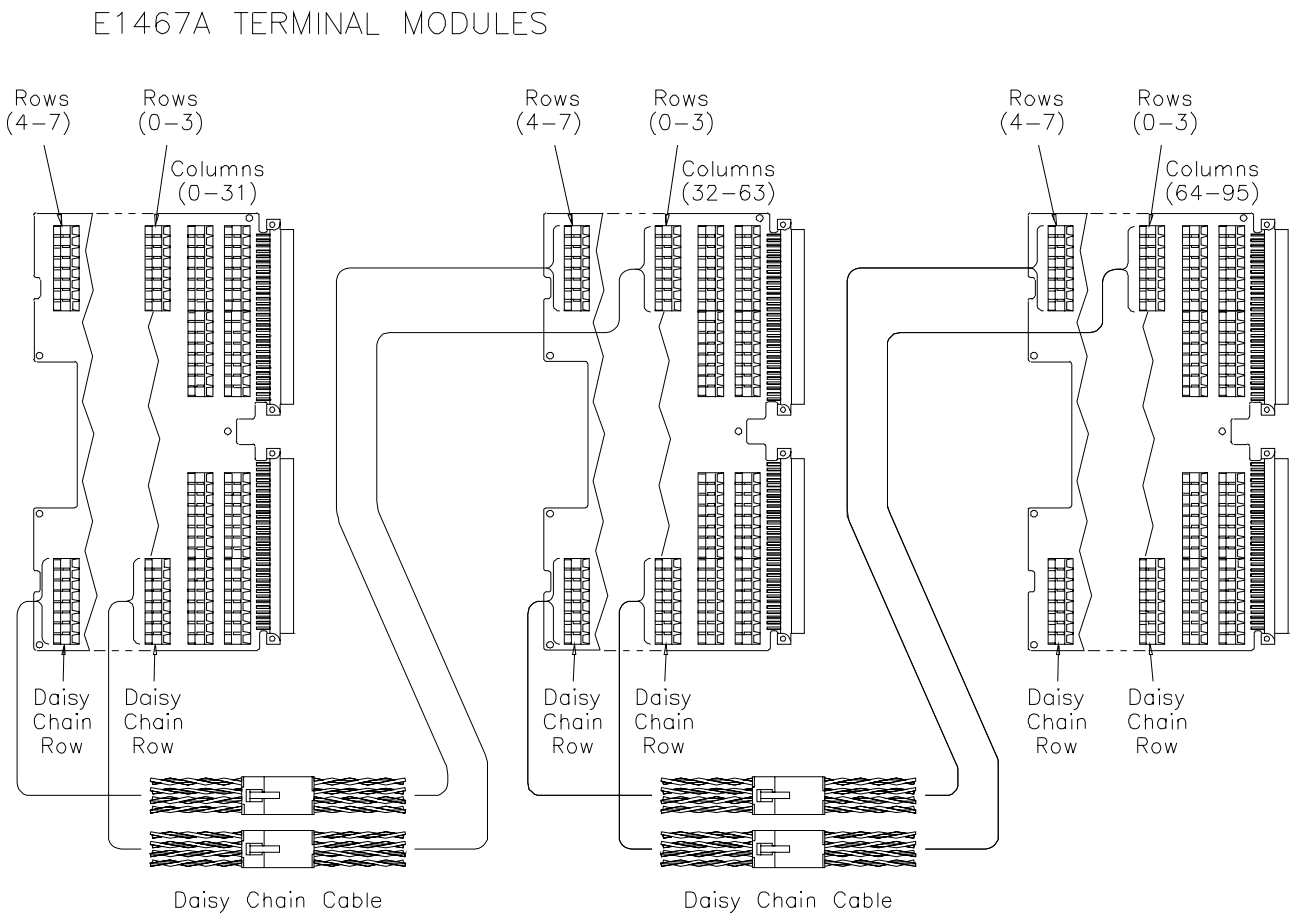 E1467A TERMINAL MODULES
Rows
(4-7)
Rows
(0-3)
Columns
(0-31)
Rows
(4-7)
Rows
(0-3)
Columns
(32-63)
Rows
(4-7)
Rows
(0-3)
Columns
(64-95)
Daisy
Chain
Row
Daisy
Chain
Row
Daisy
Chain
Row
Daisy
Chain
Row
Daisy
Chain
Row
Daisy
Chain
Row
Daisy Chain Cable
Daisy Chain Cable